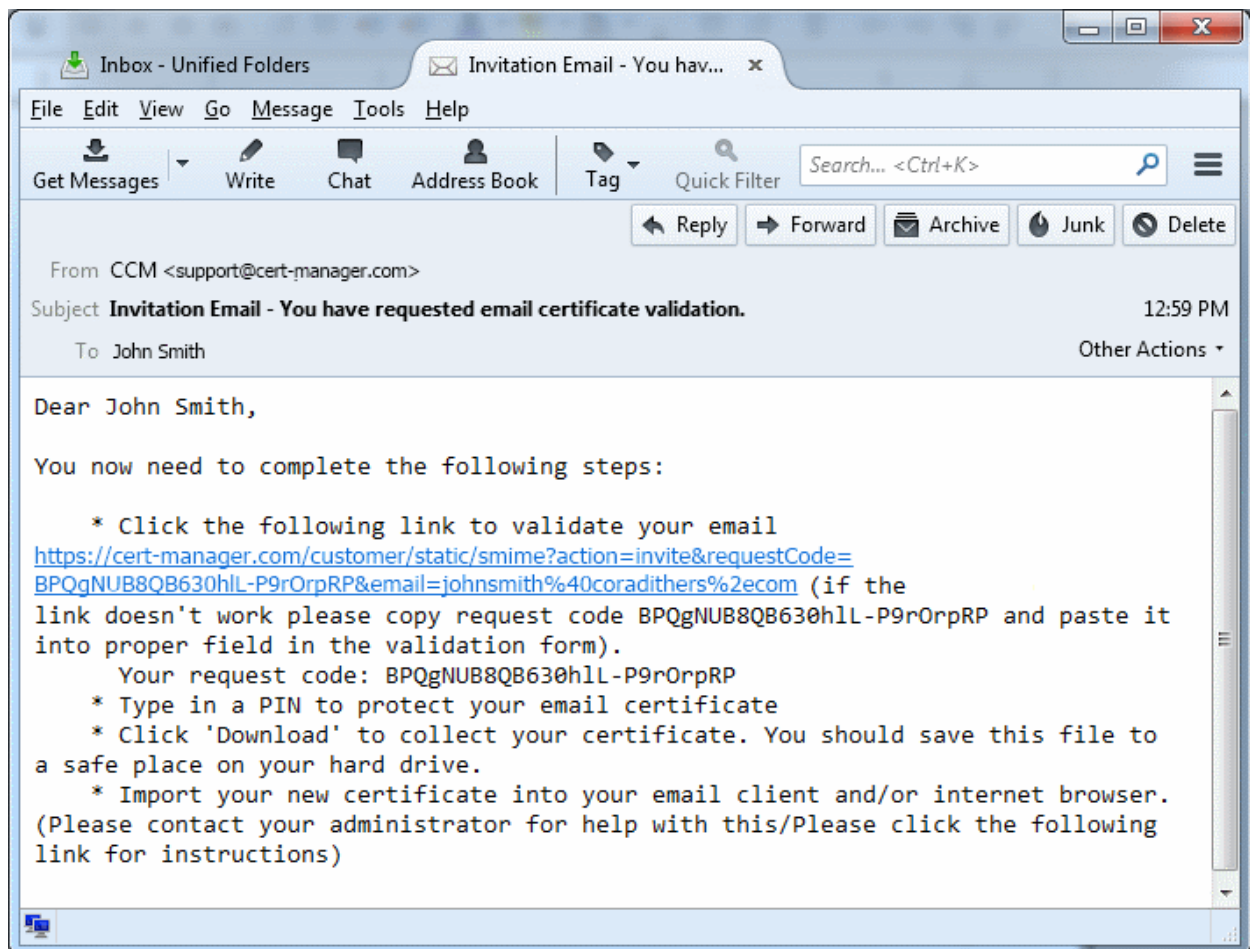 Inbox - Unified Folders
Invitation Email - You hav... ×
File Edit View Go Message Tools Help
Get Messages Write Chat Address Book Tag Quick Filter Search... <Ctrl+K>
Reply Forward Archive Junk Delete
From CCM <support@cert-manager.com>
Subject Invitation Email - You have requested email certificate validation. 12:59 PM
To John Smith Other Actions
Dear John Smith,
You now need to complete the following steps:
* Click the following link to validate your email
https://cert-manager.com/customer/static/smime?action=invite&requestCode=
BPQgNUB8QB630hlL-P9rOrpRP&email=johnsmith%40coradithers%2ecom (if the
link doesn't work please copy request code BPQgNUB8QB630hlL-P9rOrpRP and paste it
into proper field in the validation form).
Your request code: BPQgNUB8QB630hlL-P9rOrpRP
* Type in a PIN to protect your email certificate
* Click 'Download' to collect your certificate. You should save this file to
a safe place on your hard drive.
* Import your new certificate into your email client and/or internet browser.
(Please contact your administrator for help with this/Please click the following
link for instructions)